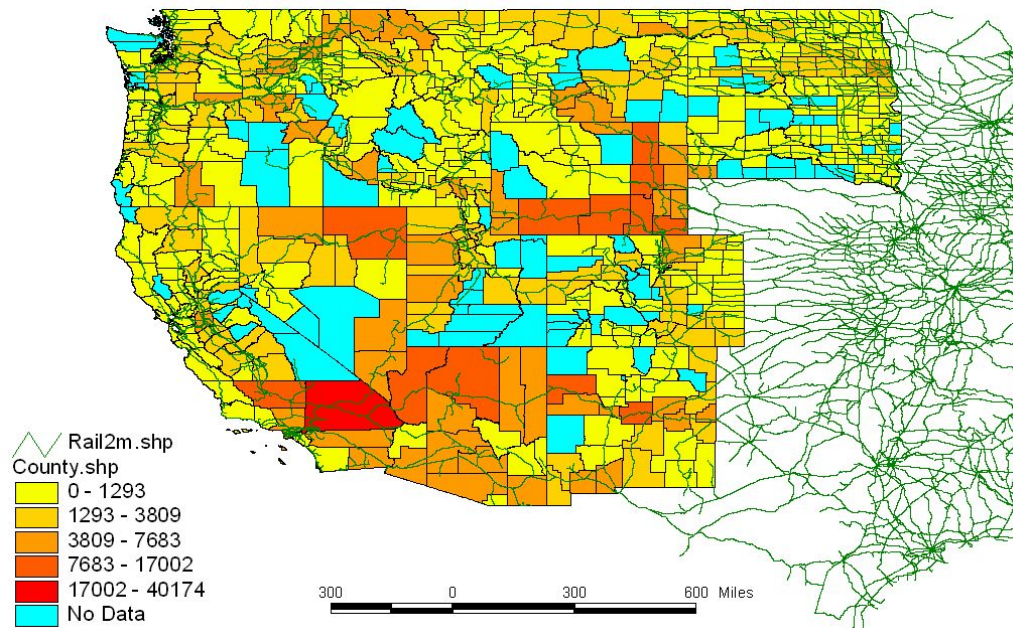 Rail2m.shp
County.shp
0 - 1293
1293 - 3809
3809 - 7683
7683 - 17002
17002 - 40174
No Data
300 0 300 600 Miles